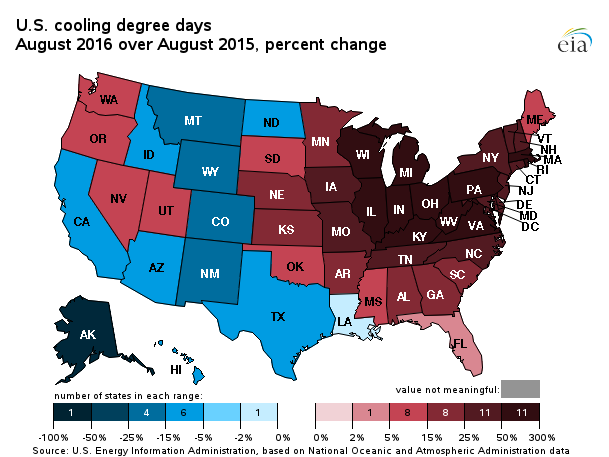 U.S. cooling degree days
August 2016 over August 2015, percent change
eia
WA
MT
ND
MN
ME
OR
ID
WY
SD
WI
MI
NY
VT
NH
MA
RI
CT
NJ
NV
UT
CO
NE
IA
IL
IN
OH
PA
DE
MD
DC
CA
KS
MO
KY
WV
VA
AZ
NM
OK
AR
TN
NC
SC
TX
LA
MS
AL
GA
FL
AK
HI
number of states in each range:
value not meaningful:
1 4 6 1 1 8 8 11 11
-100% -50% -25% -15% -5% -2% 0% 0% 2% 5% 15% 25% 50% 300%
Source: U.S. Energy Information Administration, based on National Oceanic and Atmospheric Administration data